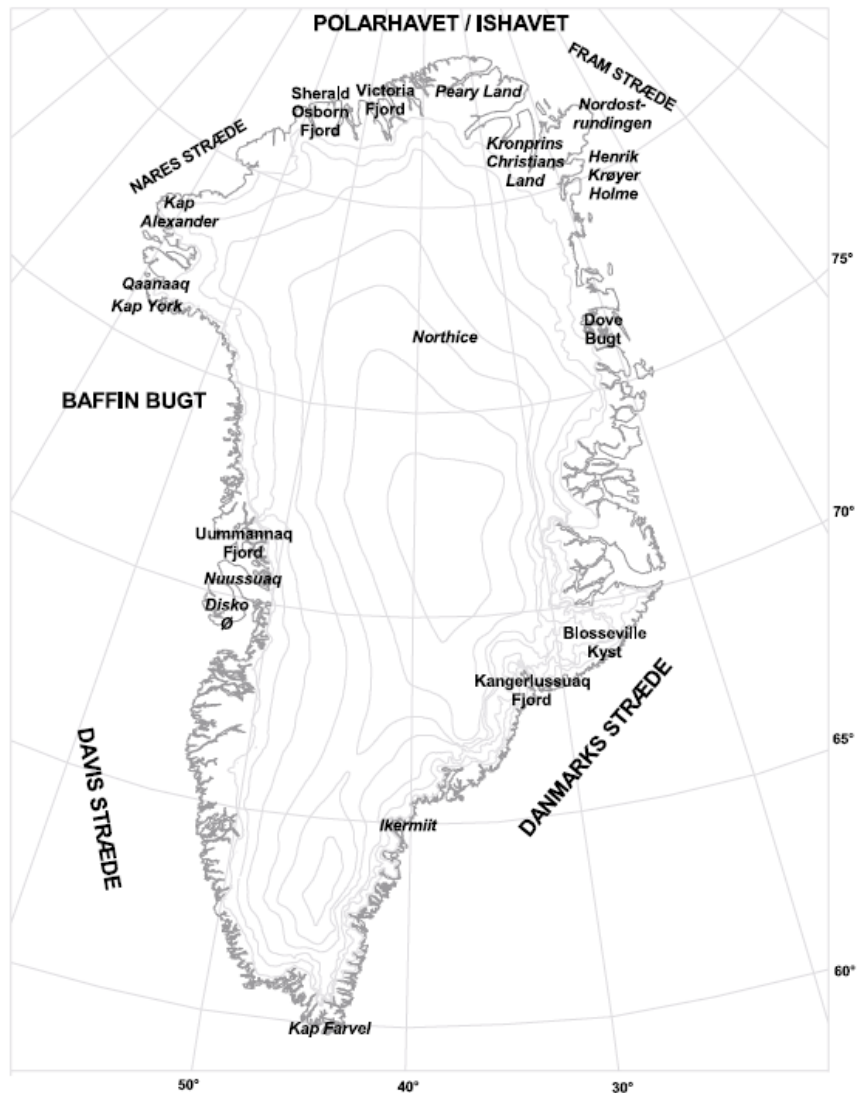 POLARHAVET / ISHAVET
FRAM STRÆDE
Sherald
Osborn
Fjord
Victoria
Fjord
Peary Land
Nordost-
rundingen
NARES STRÆDE
Kronprins
Christians
Land
Henrik
Krøyer
Holme
Kap
Alexander
75°
Qaanaaq
Kap York
Dove
Bugt
Northice
BAFFIN BUGT
70°
Uummannaq
Fjord
Nuussuaq
Disko
Ø
Blosseville
Kyst
Kangerlussuaq
Fjord
65°
DAVIS STRÆDE
DANMARKS STRÆDE
Ikermiit
60°
Kap Farvel
50°
40°
30°